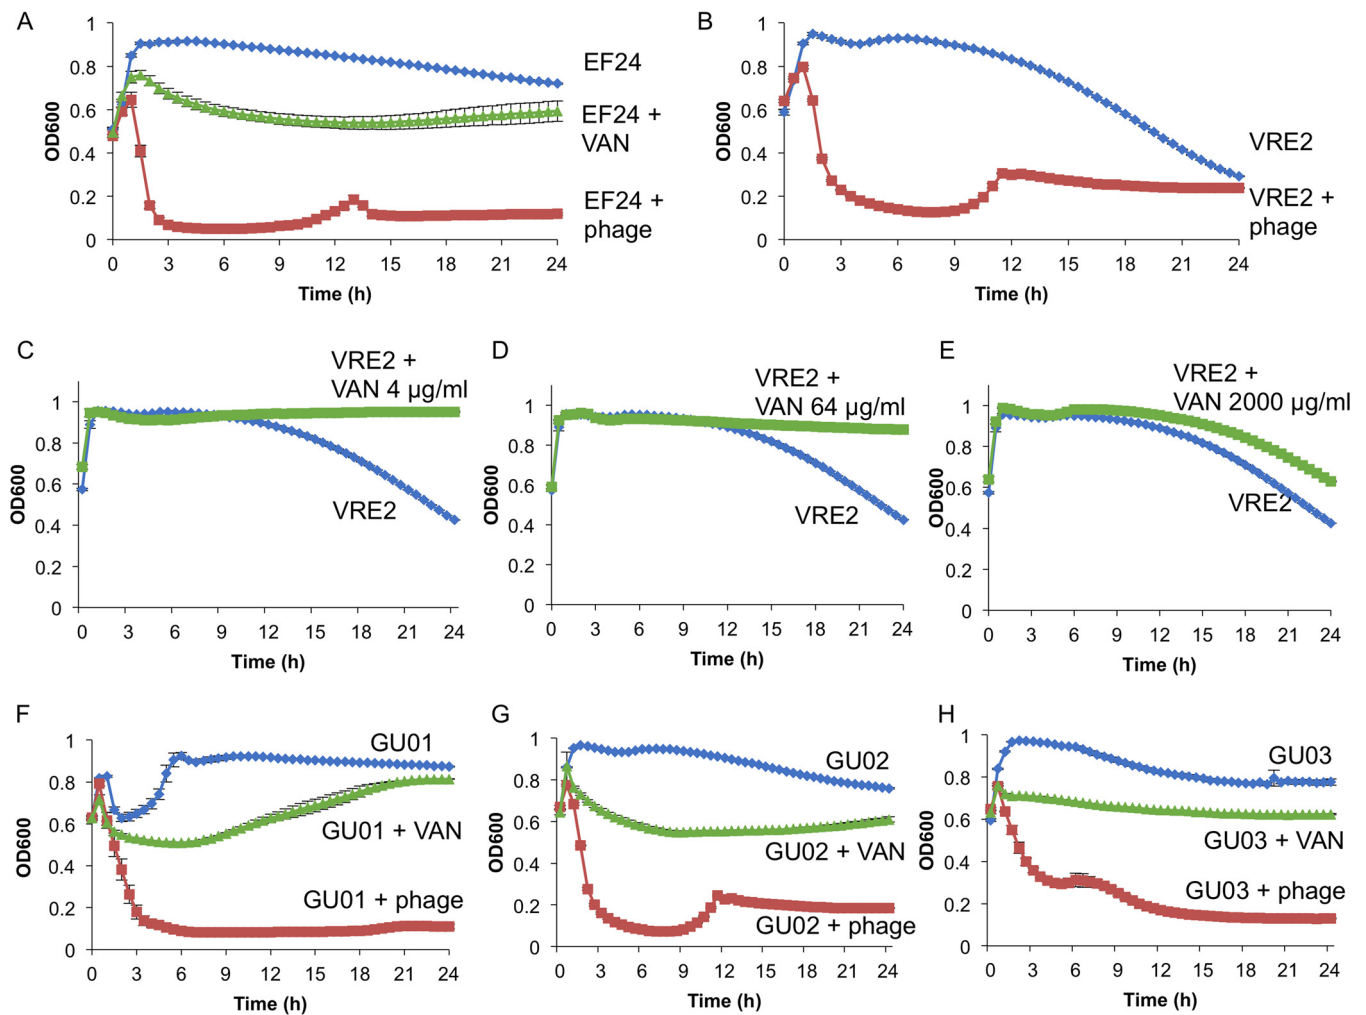 A
1
0.8
0.6
0.4
0.2
0
OD600
0 3 6 9 12 15 18 21 24
Time (h)
EF24
EF24 +
VAN
EF24 +
phage
B
1
0.8
0.6
0.4
0.2
0
OD600
0 3 6 9 12 15 18 21 24
Time (h)
VRE2
VRE2 +
phage
C
VRE2 +
VAN 4 µg/ml
1
0.8
0.6
0.4
0.2
0
OD600
VRE2
0 3 6 9 12 15 18 21 24
Time (h)
D
VRE2 +
VAN 64 µg/ml
1
0.8
0.6
0.4
0.2
0
OD600
VRE2
0 3 6 9 12 15 18 21 24
Time (h)
E
VRE2 +
VAN 2000 µg/ml
1
0.8
0.6
0.4
0.2
0
OD600
VRE2
0 3 6 9 12 15 18 21 24
Time (h)
F
1
0.8
0.6
0.4
0.2
0
OD600
GU01
GU01 + VAN
GU01 + phage
0 3 6 9 12 15 18 21 24
Time (h)
G
1
0.8
0.6
0.4
0.2
0
OD600
GU02
GU02 + VAN
GU02 + phage
0 3 6 9 12 15 18 21 24
Time (h)
H
1
0.8
0.6
0.4
0.2
0
OD600
GU03
GU03 + VAN
GU03 + phage
0 3 6 9 12 15 18 21 24
Time (h)